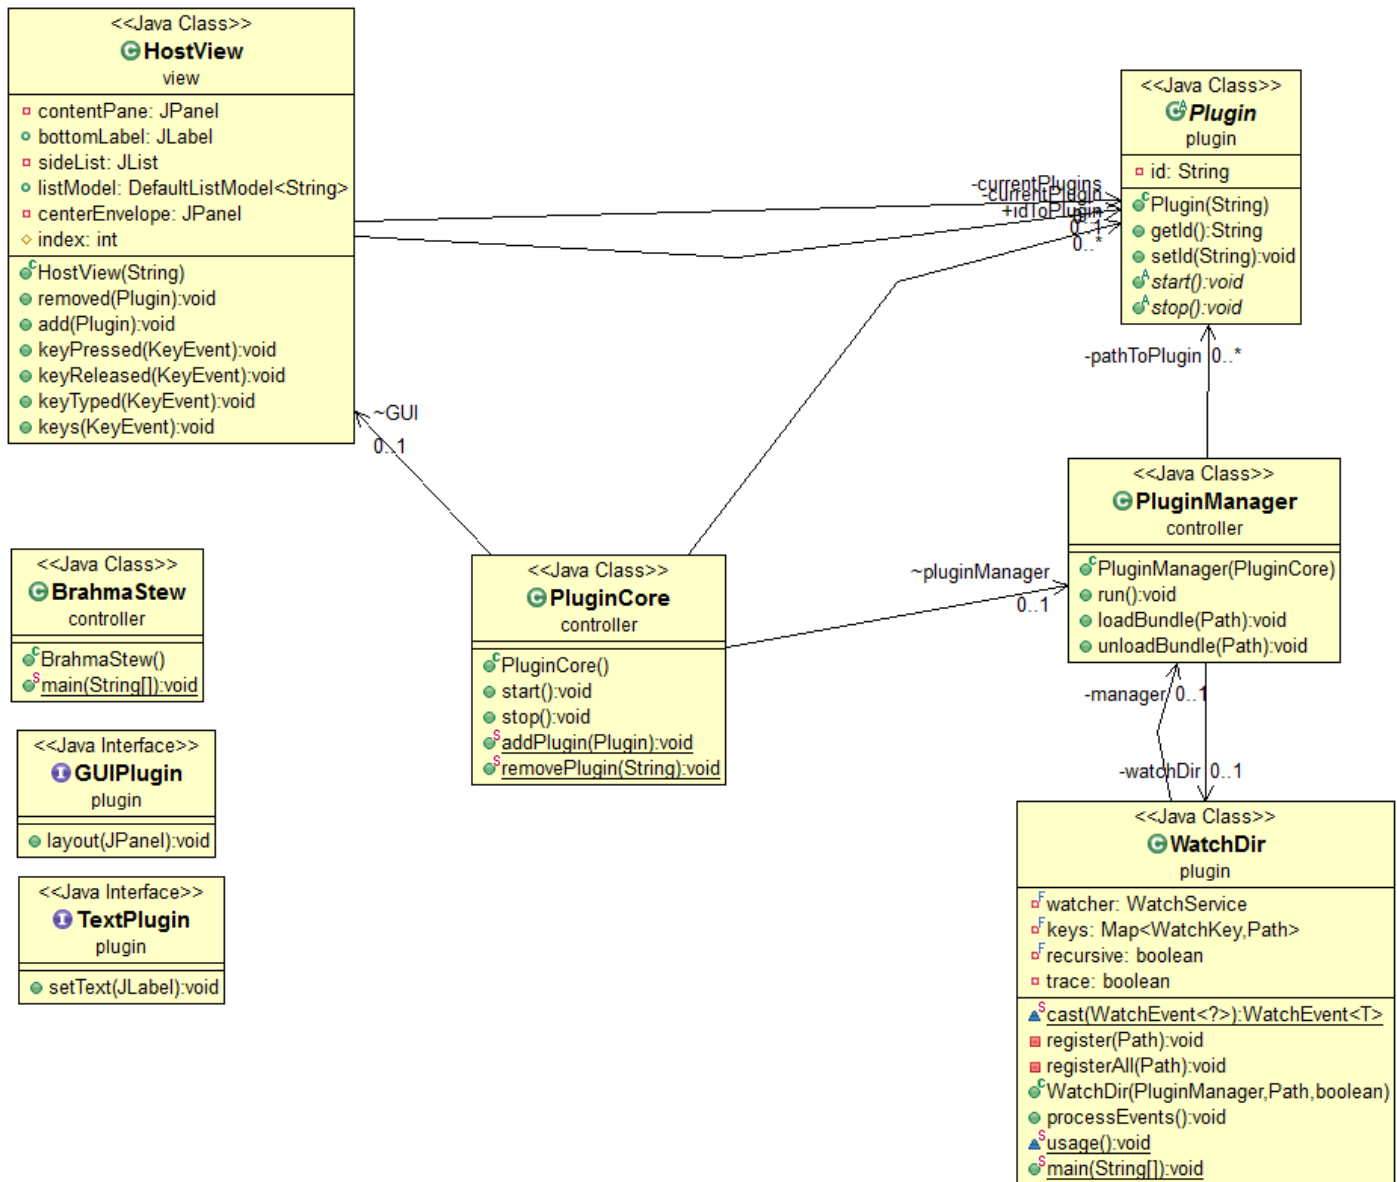 <<Java Class>>
HostView
view
contentPane: JPanel
bottomLabel: JLabel
sideList: JList
listModel: DefaultListModel<String>
centerEnvelope: JPanel
index: int
HostView(String)
removed(Plugin):void
add(Plugin):void
keyPressed(KeyEvent):void
keyReleased(KeyEvent):void
keyTyped(KeyEvent):void
keys(KeyEvent):void
<<Java Class>>
Plugin
plugin
id: String
Plugin(String)
getId():String
setId(String):void
start():void
stop():void
-currentPlugins
-currentPlugin
+idToPlugin
0..1
0..*
-pathToPlugin 0..*
~GUI
0..1
<<Java Class>>
PluginManager
controller
PluginManager(PluginCore)
run():void
loadBundle(Path):void
unloadBundle(Path):void
<<Java Class>>
BrahmaStew
controller
BrahmaStew()
main(String[]):void
<<Java Class>>
PluginCore
controller
PluginCore()
start():void
stop():void
addPlugin(Plugin):void
removePlugin(String):void
~pluginManager
0..1
-manager 0..1
-watchDir 0..1
<<Java Interface>>
GUIPlugin
plugin
layout(JPanel):void
<<Java Interface>>
TextPlugin
plugin
setText(JLabel):void
<<Java Class>>
WatchDir
plugin
watcher: WatchService
keys: Map<WatchKey,Path>
recursive: boolean
trace: boolean
cast(WatchEvent<?>):WatchEvent<T>
register(Path):void
registerAll(Path):void
WatchDir(PluginManager,Path,boolean)
processEvents():void
usage():void
main(String[]):void